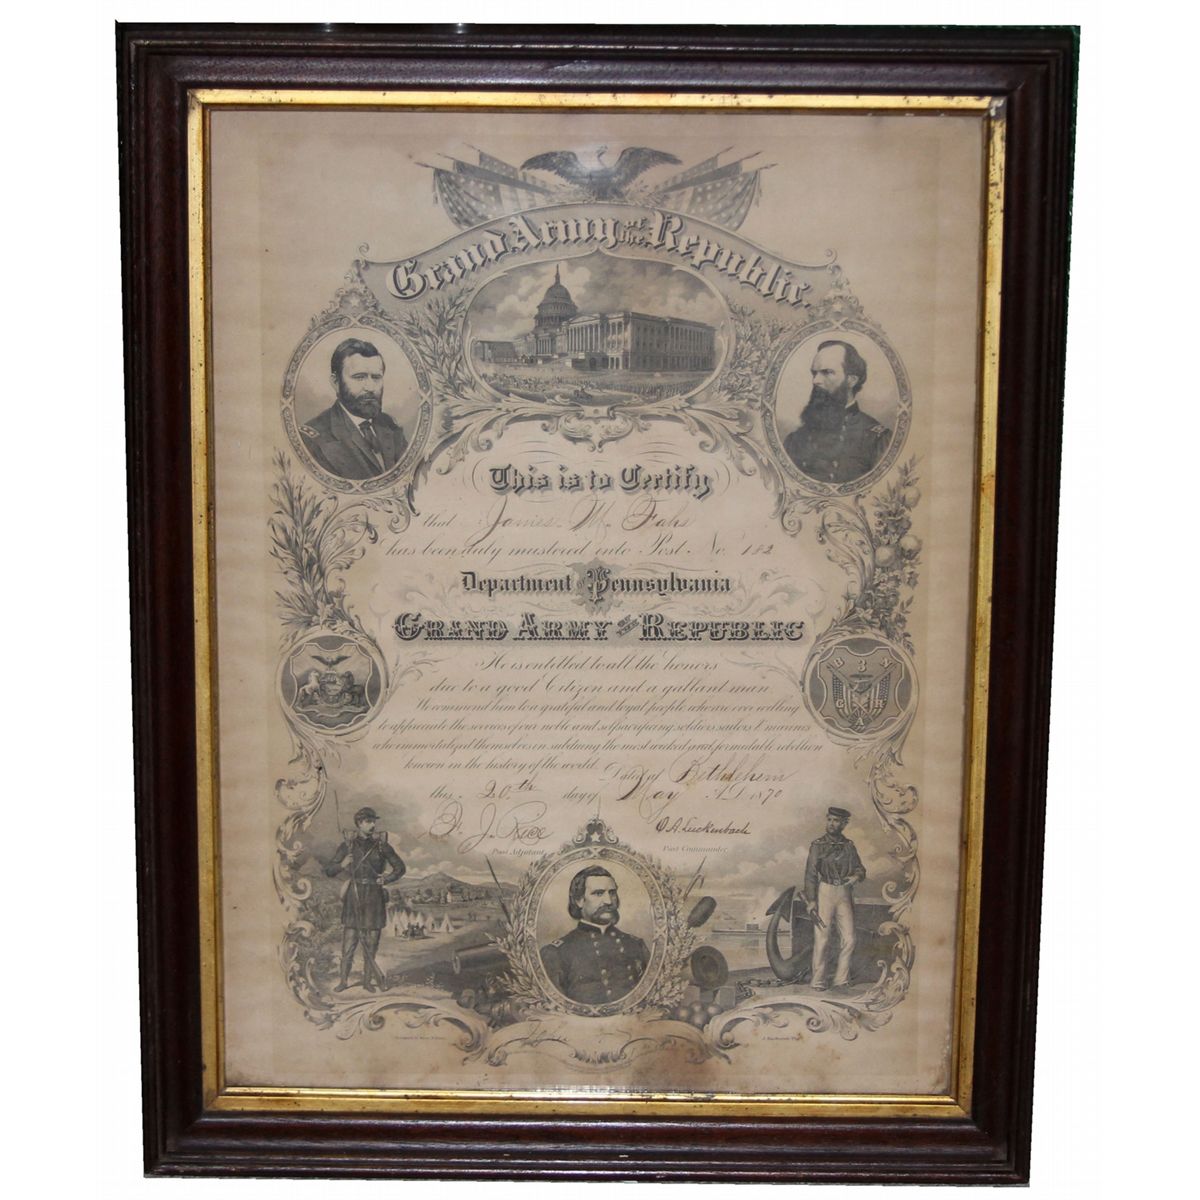 Grand Army of the Republic.
This is to Certify
that James M. Fahs
has been duly mustered into Post No. 182
Department of Pennsylvania
GRAND ARMY OF THE REPUBLIC
He is entitled to all the honors
due to a good Citizen and a gallant man.
We recommend him to a grateful and loyal people who are ever willing
to appreciate the services of our noble and self sacrificing soldiers sailors & marines
who immortalized themselves in subduing the most wicked and formidable rebellion
known in the history of the world. Dated at Bethlehem
this 20th day of May A.D. 1870
J. Rice O. A. Luckenbach
Post Adjutant Post Commander
B 3 N
G R
A